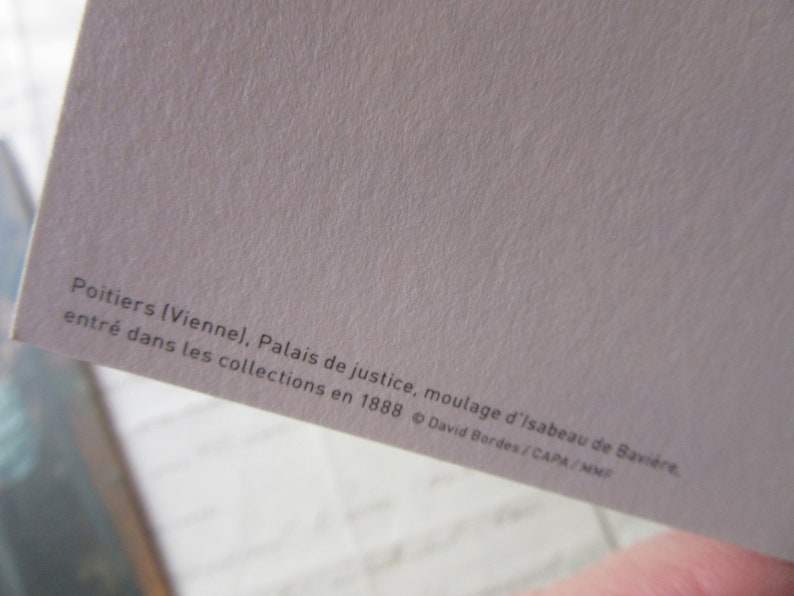 Poitiers (Vienne), Palais de justice, moulage d'Isabeau de Bavière,
entré dans les collections en 1888 © David Bordes / CAPA / MMF